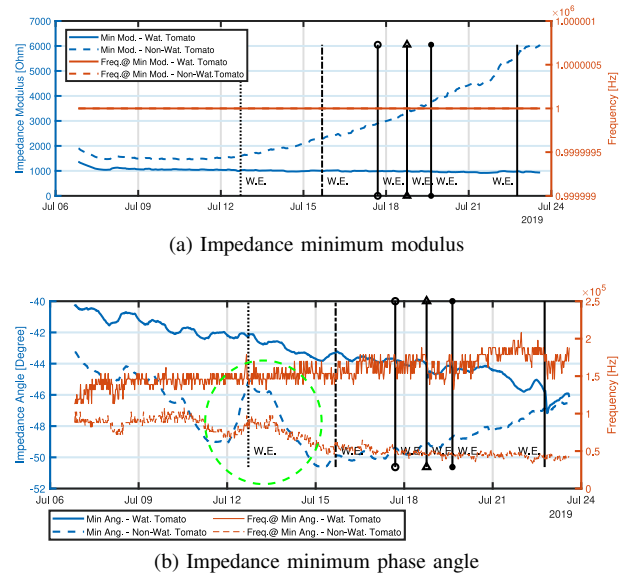 ×10⁶
7000
6000
5000
4000
3000
2000
1000
0
Impedance Modulus [Ohm]
Min Mod. - Wat. Tomato
Min Mod. - Non-Wat. Tomato
Freq.@ Min Mod. - Wat. Tomato
Freq.@ Min Mod. - Non-Wat.Tomato
W.E. W.E. W.E. W.E. W.E. W.E.
1.000001
1.0000005
1
0.9999995
0.999999
Frequency [Hz]
Jul 06 Jul 09 Jul 12 Jul 15 Jul 18 Jul 21 Jul 24
2019
(a) Impedance minimum modulus
×10⁵
-40
-42
-44
-46
-48
-50
-52
Impedance Angle [Degree]
W.E. W.E. W.E. W.E. W.E. W.E.
2.5
2
1.5
1
0.5
0
Frequency [Hz]
Jul 06 Jul 09 Jul 12 Jul 15 Jul 18 Jul 21 Jul 24
2019
Min Ang. - Wat. Tomato Freq.@ Min Ang. - Wat. Tomato
Min Ang. - Non-Wat. Tomato Freq.@ Min Ang. - Non-Wat. Tomato
(b) Impedance minimum phase angle